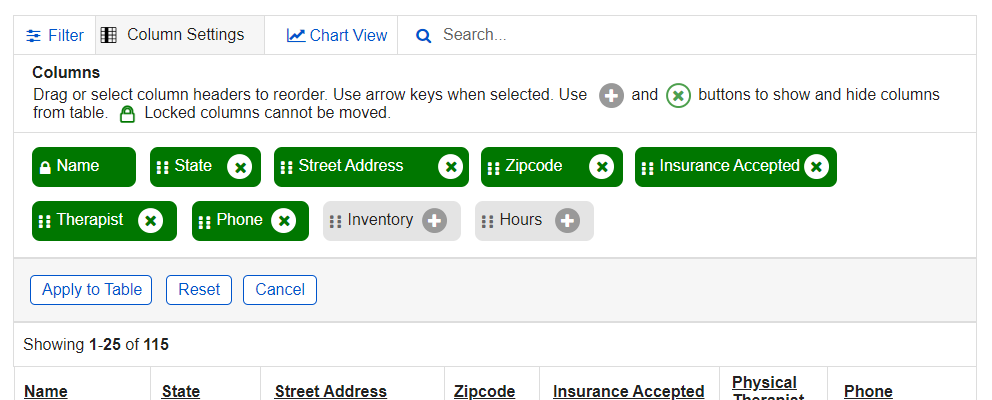 Filter Column Settings Chart View Search...
Columns
Drag or select column headers to reorder. Use arrow keys when selected. Use and buttons to show and hide columns
from table. Locked columns cannot be moved.
Name State Street Address Zipcode Insurance Accepted
Therapist Phone Inventory Hours
Apply to Table Reset Cancel
Showing 1-25 of 115
Name State Street Address Zipcode Insurance Accepted Physical Therapist Phone